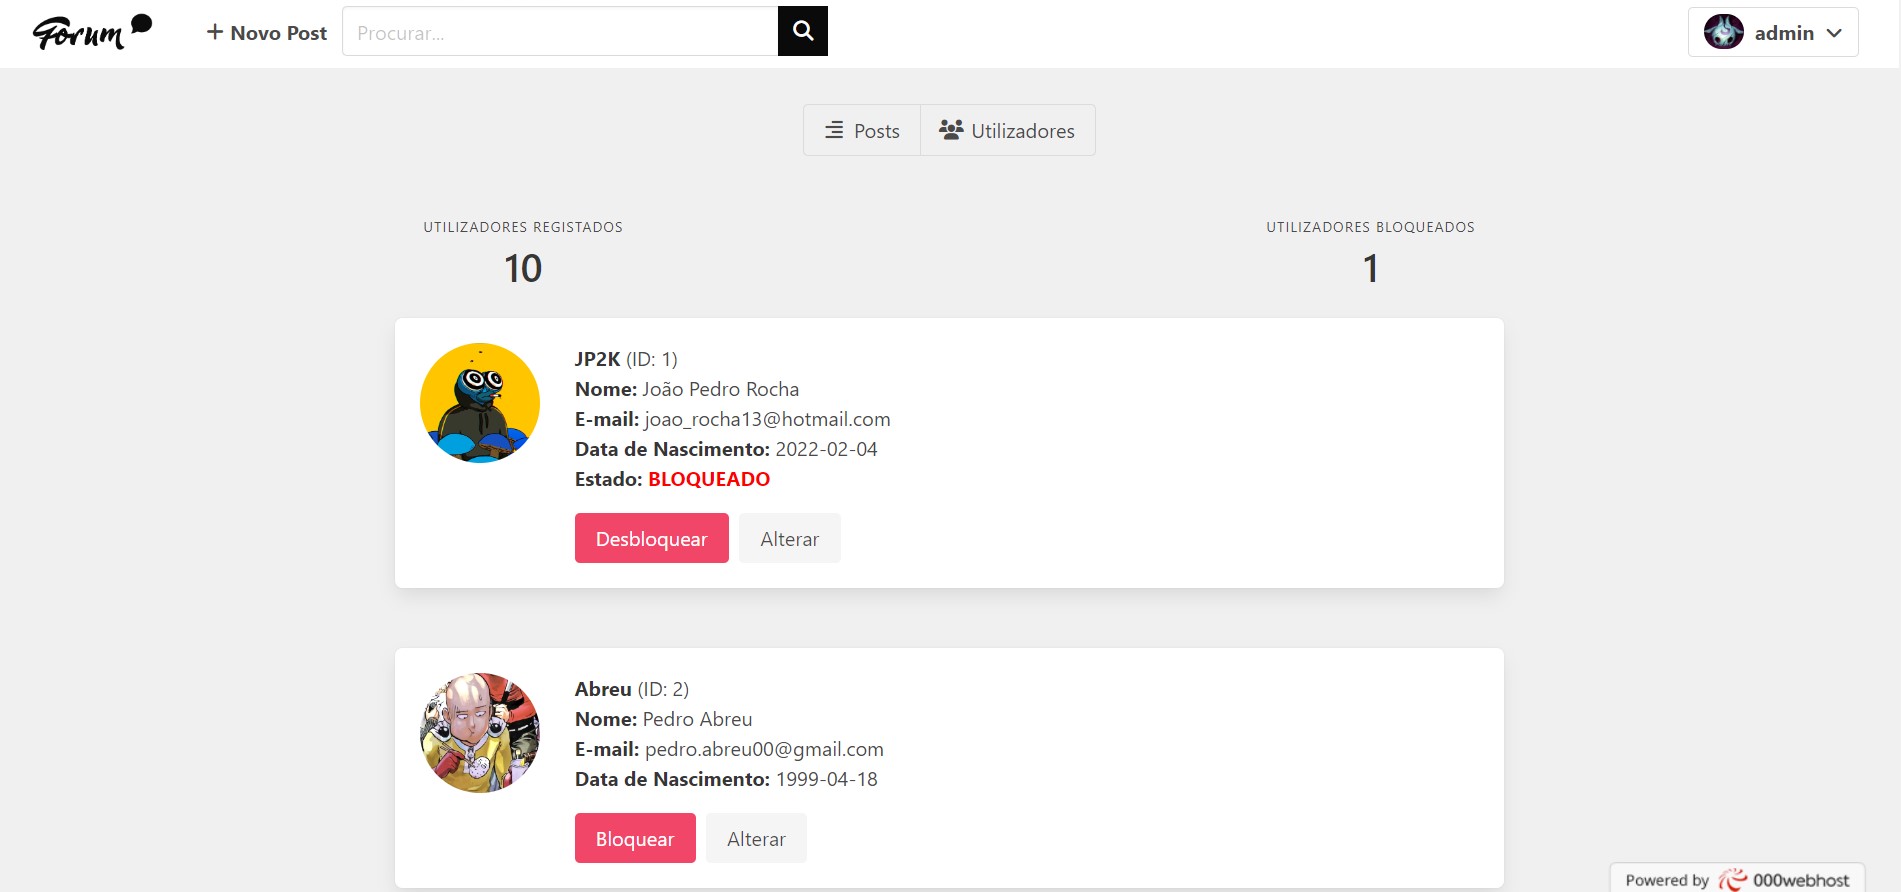 Forum
Novo Post
Procurar...
admin
Posts
Utilizadores
UTILIZADORES REGISTADOS
10
UTILIZADORES BLOQUEADOS
1
JP2K (ID: 1)
Nome: João Pedro Rocha
E-mail: joao_rocha13@hotmail.com
Data de Nascimento: 2022-02-04
Estado: BLOQUEADO
Desbloquear
Alterar
Abreu (ID: 2)
Nome: Pedro Abreu
E-mail: pedro.abreu00@gmail.com
Data de Nascimento: 1999-04-18
Bloquear
Alterar
Powered by 000webhost